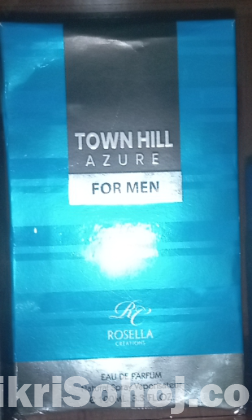 TOWN HILL
AZURE
FOR MEN
RC
ROSELLA
CREATIONS
EAU DE PARFUM